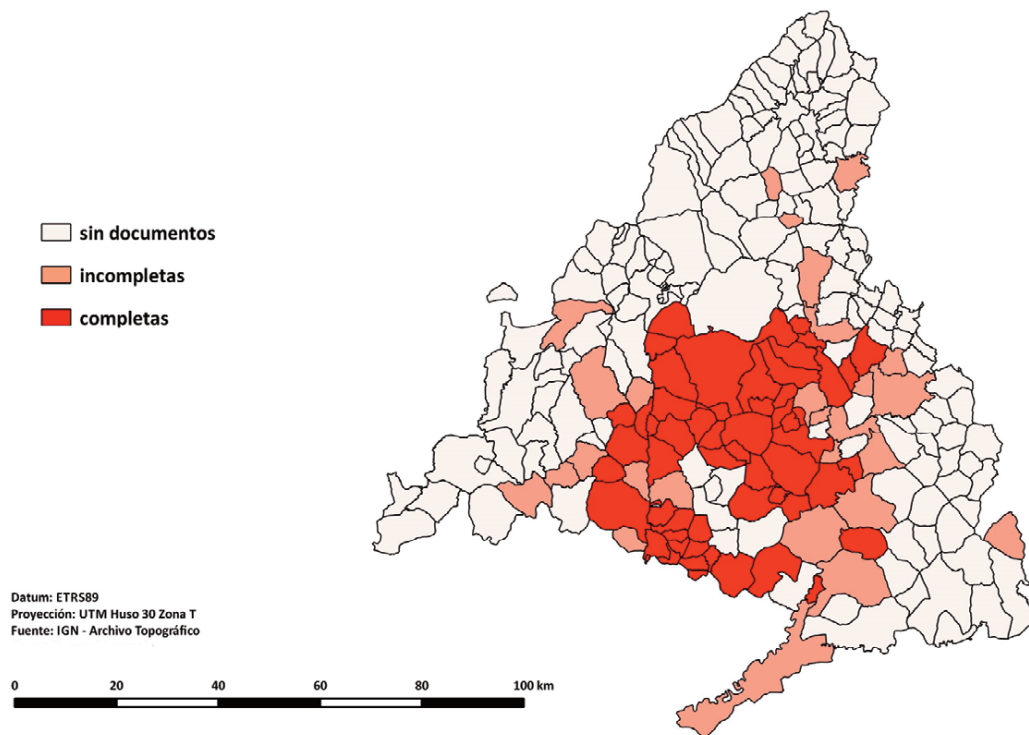 sin documentos
incompletas
completas
Datum: ETRS89
Proyección: UTM Huso 30 Zona T
Fuente: IGN - Archivo Topográfico
0 20 40 60 80 100 km